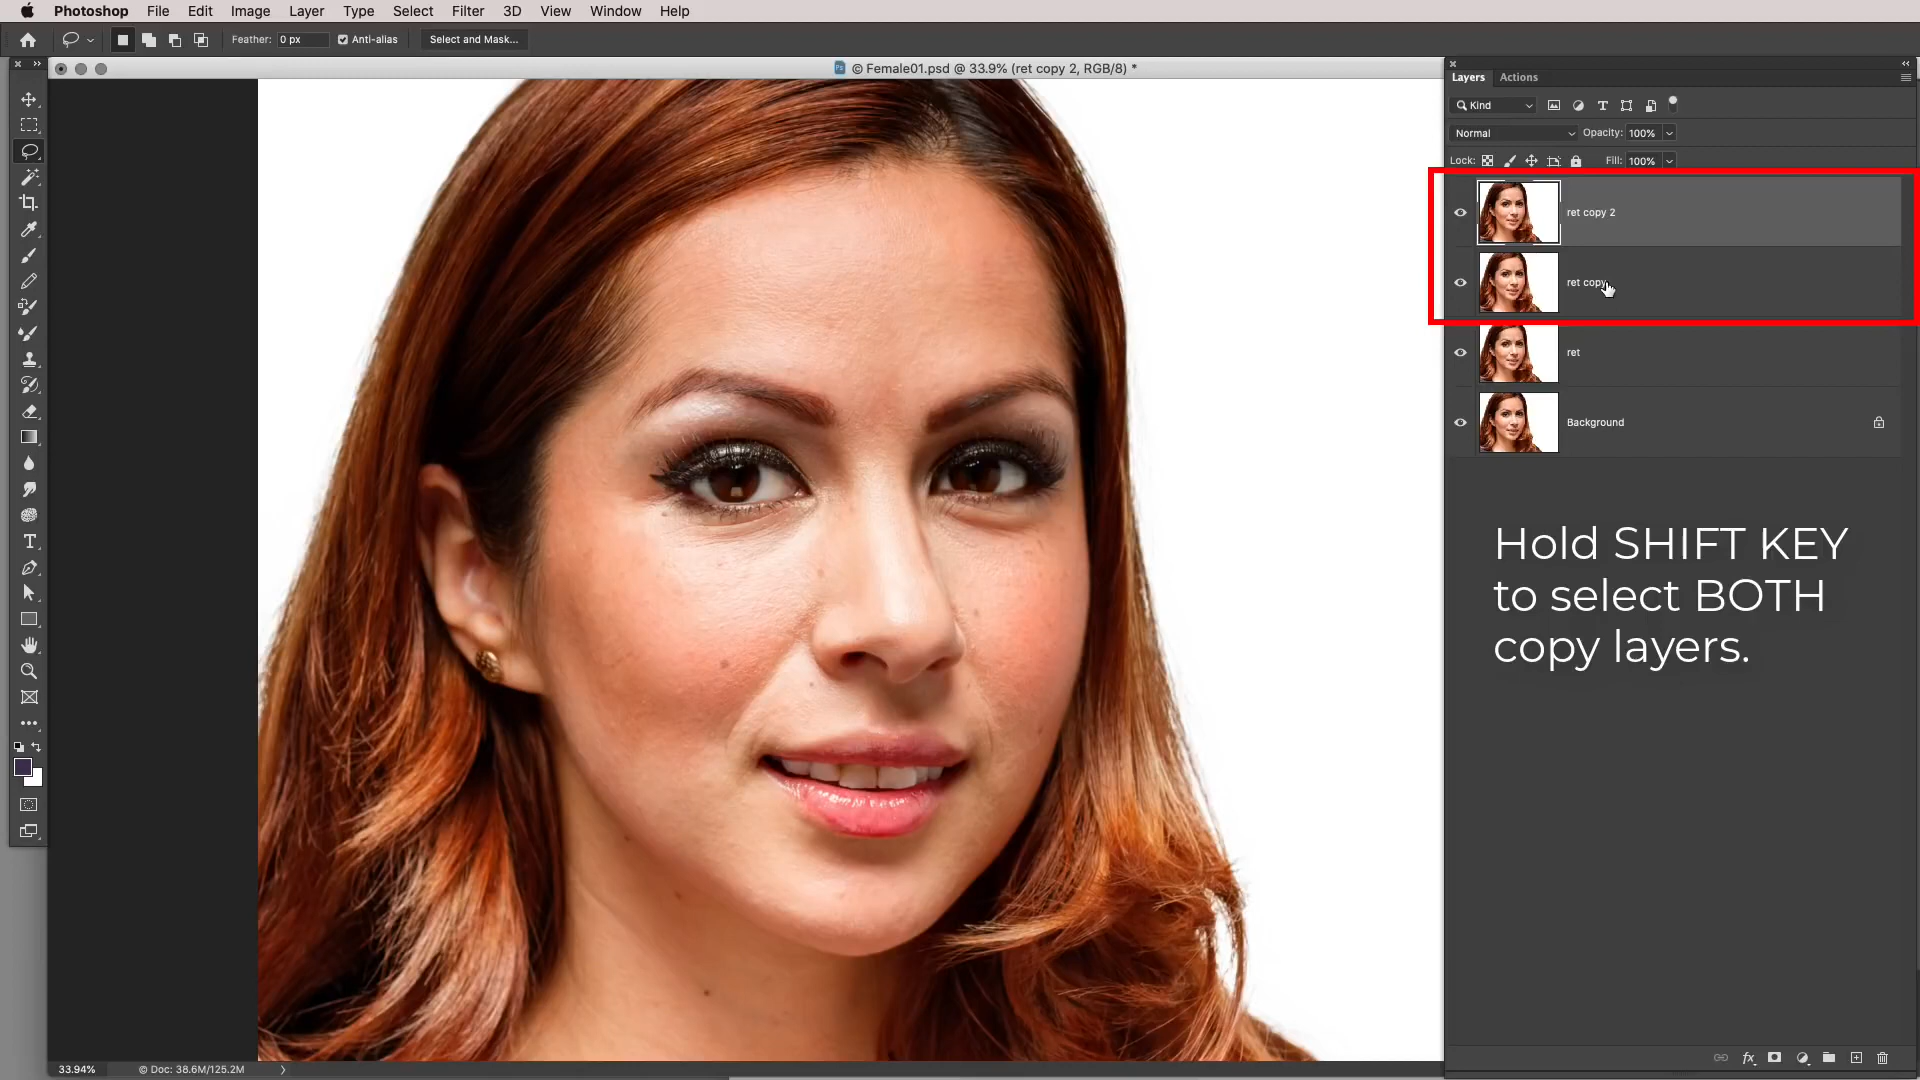 Photoshop File Edit Image Layer Type Select Filter 3D View Window Help
Feather: 0 px Anti-alias Select and Mask...
© Female01.psd @ 33.9% (ret copy 2, RGB/8) *
Layers Actions
Kind
Normal Opacity: 100%
Lock: Fill: 100%
ret copy 2
ret copy
ret
Background
Hold SHIFT KEY
to select BOTH
copy layers.
33.94% © Doc: 38.6M/125.2M